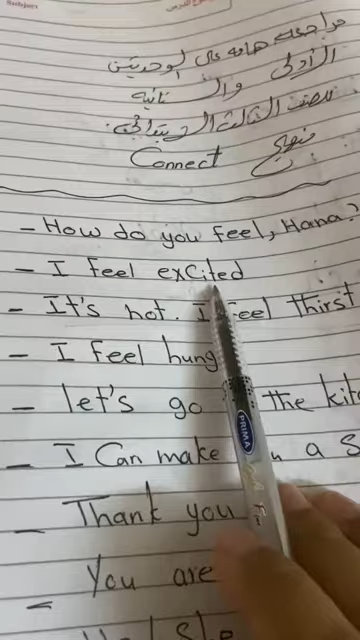 مراجعه هامه على الوحدتين
الأولى والثانيه
للصف الثالث الابتدائي
منهج
Connect
- How do you feel, Hana?
- I feel excited
- It's hot. I feel thirst
- I feel hung
- let's go the kit
- I Can make a S
- Thank you
You are